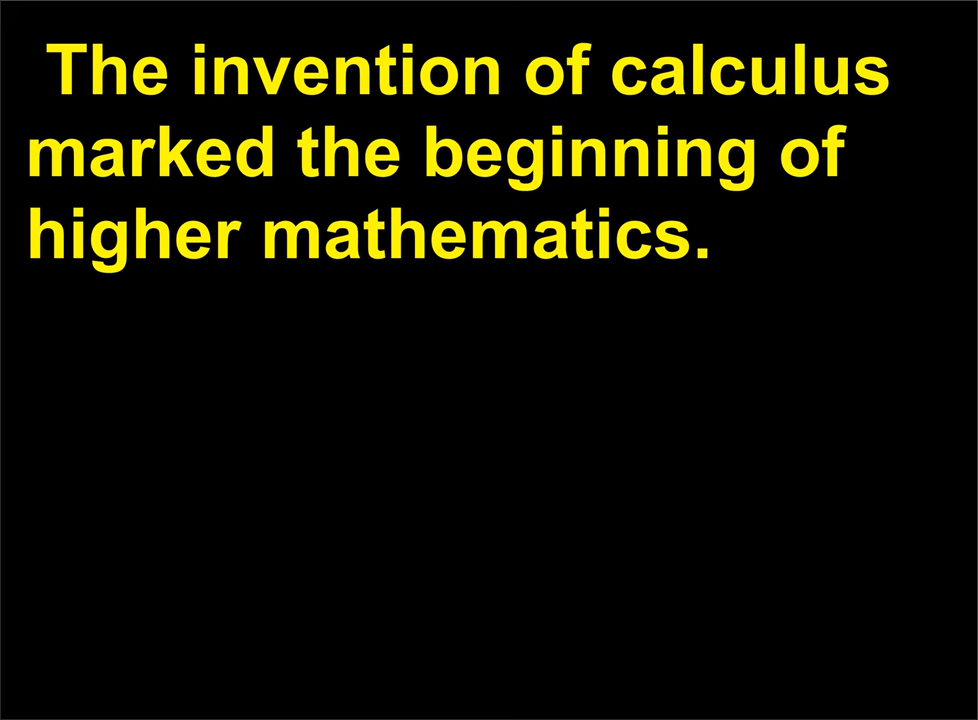 The invention of calculus
marked the beginning of
higher mathematics.